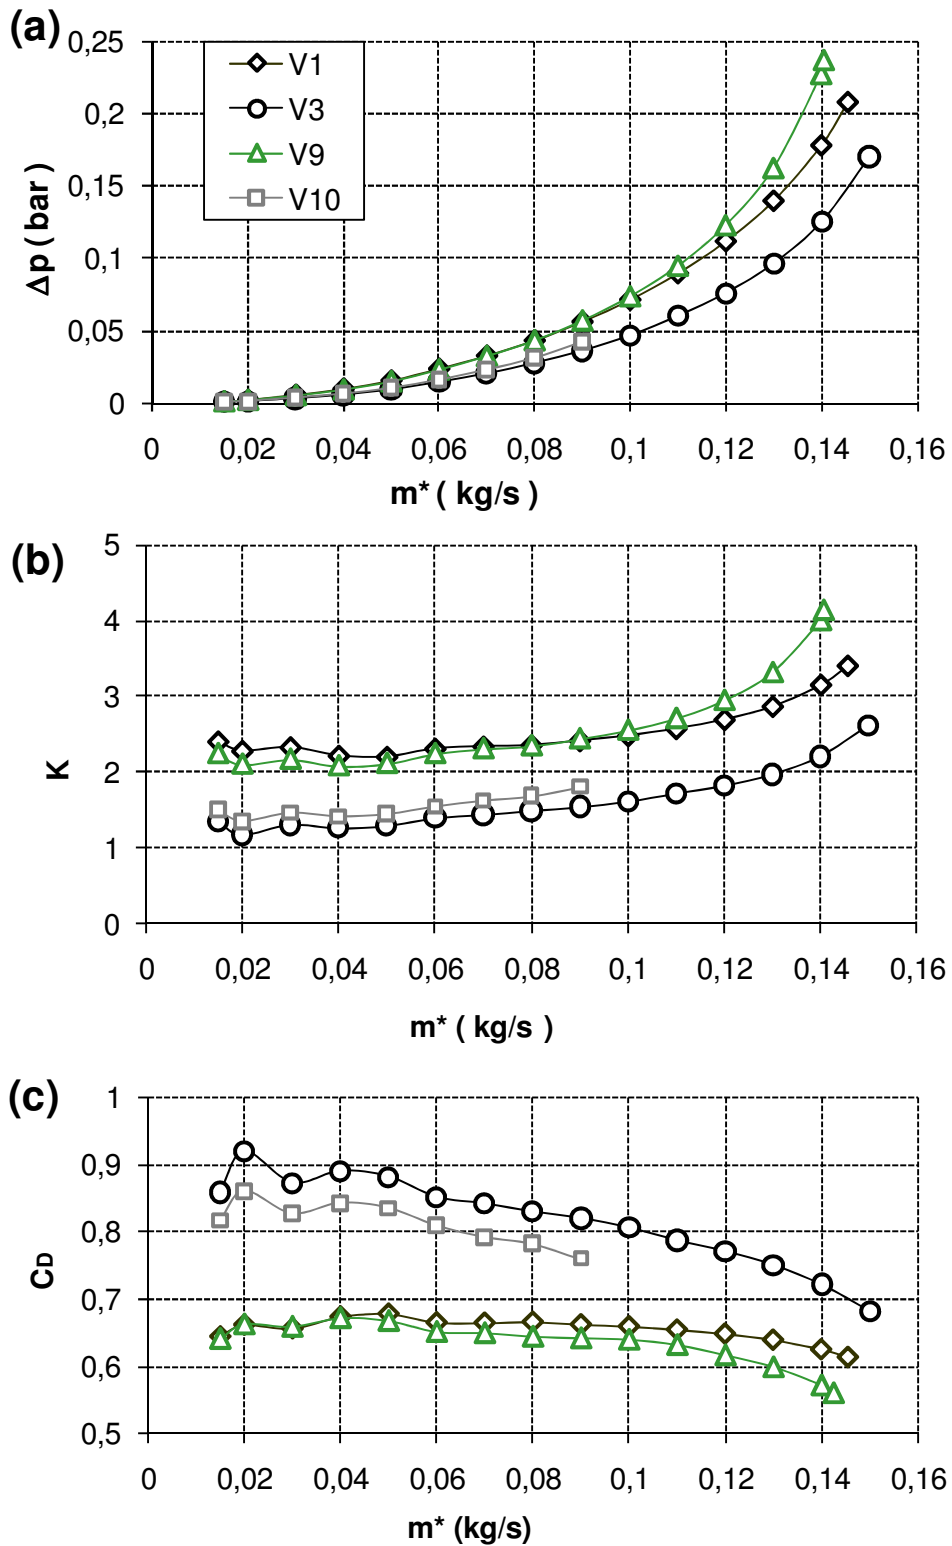 (a)
0,25
0,2
0,15
0,1
0,05
0
Δp ( bar )
V1
V3
V9
V10
0 0,02 0,04 0,06 0,08 0,1 0,12 0,14 0,16
m* ( kg/s )
(b)
5
4
3
2
1
0
K
0 0,02 0,04 0,06 0,08 0,1 0,12 0,14 0,16
m* ( kg/s )
(c)
1
0,9
0,8
0,7
0,6
0,5
CD
0 0,02 0,04 0,06 0,08 0,1 0,12 0,14 0,16
m* (kg/s)